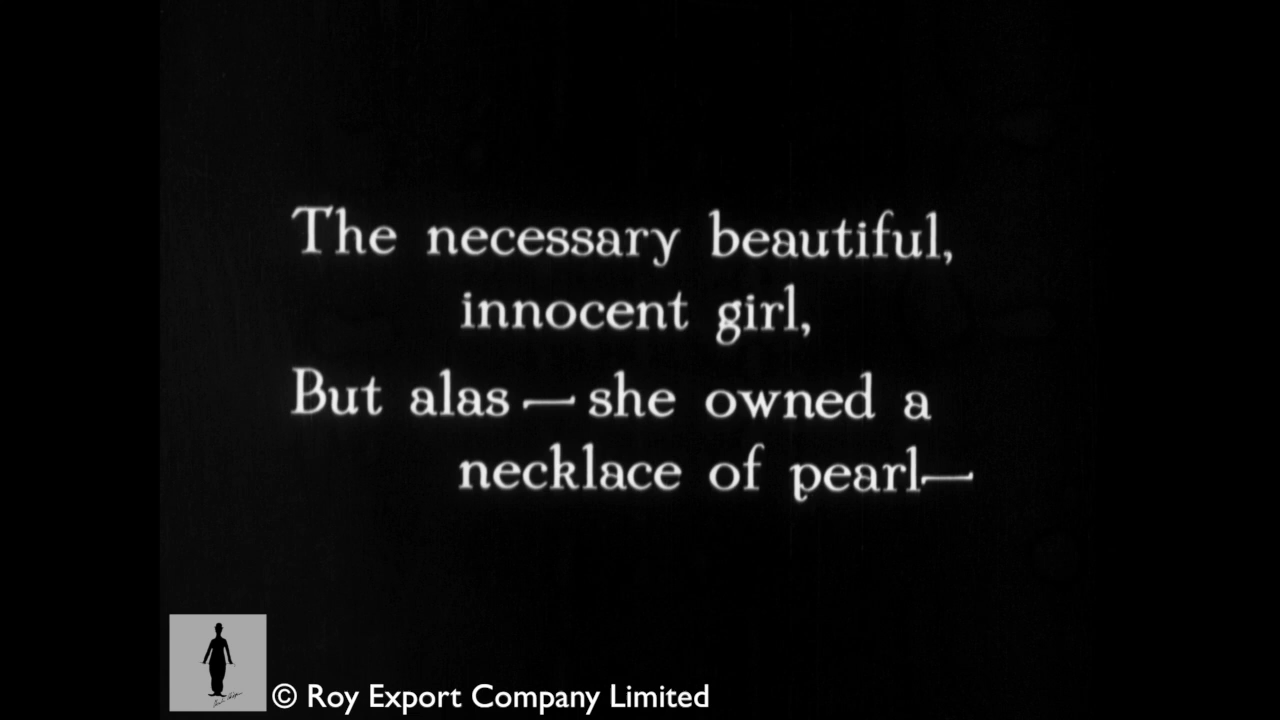 The necessary beautiful,
innocent girl,
But alas — she owned a
necklace of pearl—
© Roy Export Company Limited